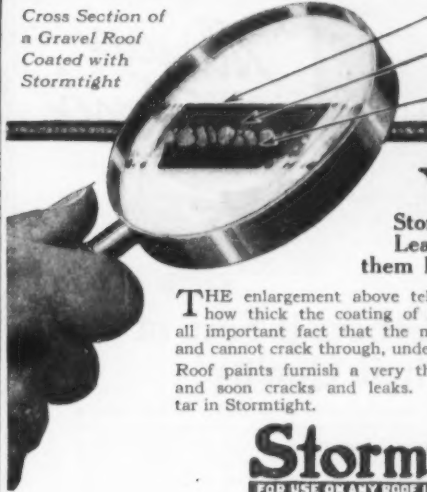 Cross Section of
a Gravel Roof
Coated with
Stormtight
Stor
Lea
them
THE enlargement above tel
how thick the coating of
all important fact that the m
and cannot crack through, unde
Roof paints furnish a very th
and soon cracks and leaks.
tar in Stormtight.
Storm
FOR USE ON ANY ROOF